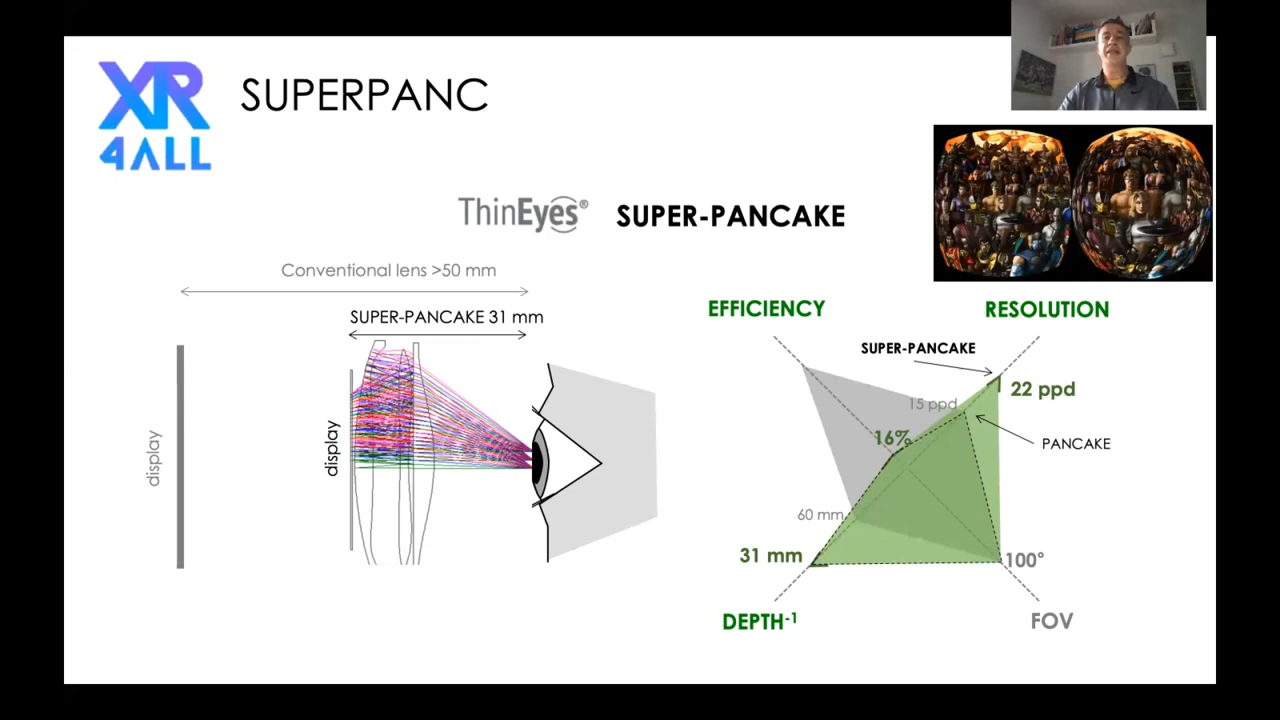 XR
4ALL
SUPERPANC
ThinEyes® SUPER-PANCAKE
Conventional lens >50 mm
SUPER-PANCAKE 31 mm
display
display
EFFICIENCY
RESOLUTION
SUPER-PANCAKE
22 ppd
15 ppd
16%
PANCAKE
60 mm
31 mm
100°
DEPTH-1
FOV